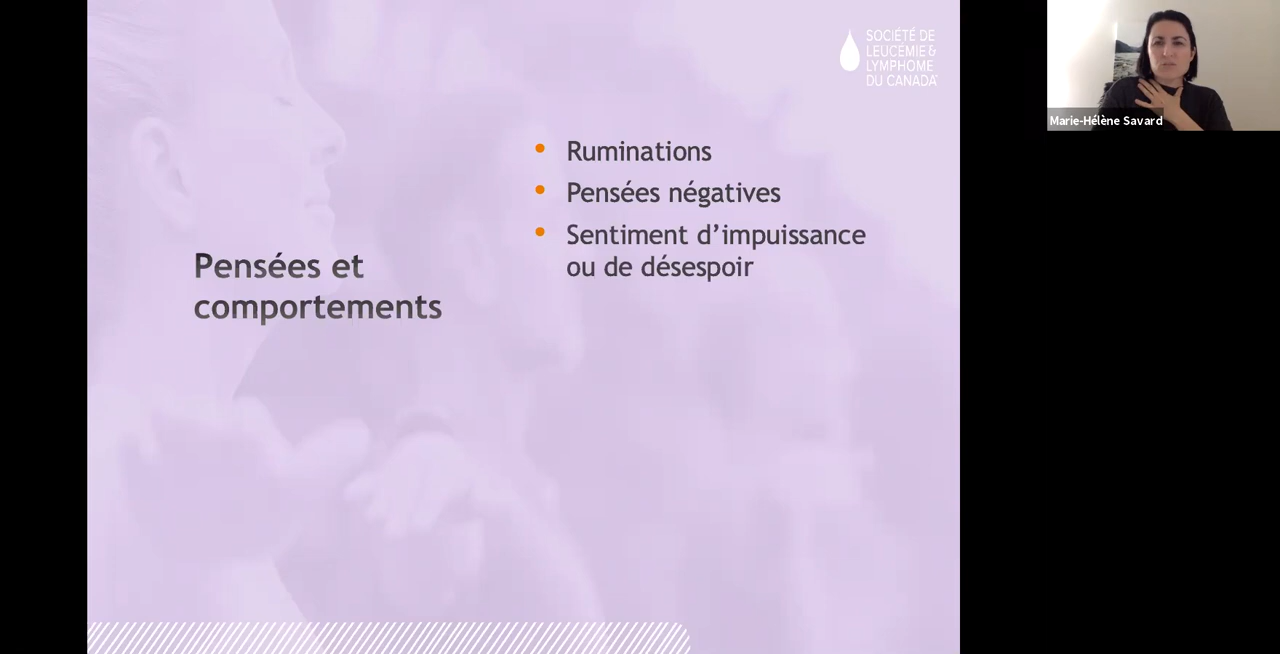 SOCIÉTÉ DE
LEUCÉMIE &
LYMPHOME
DU CANADA
Marie-Hélène Savard
Pensées et
comportements
• Ruminations
• Pensées négatives
• Sentiment d’impuissance
ou de désespoir